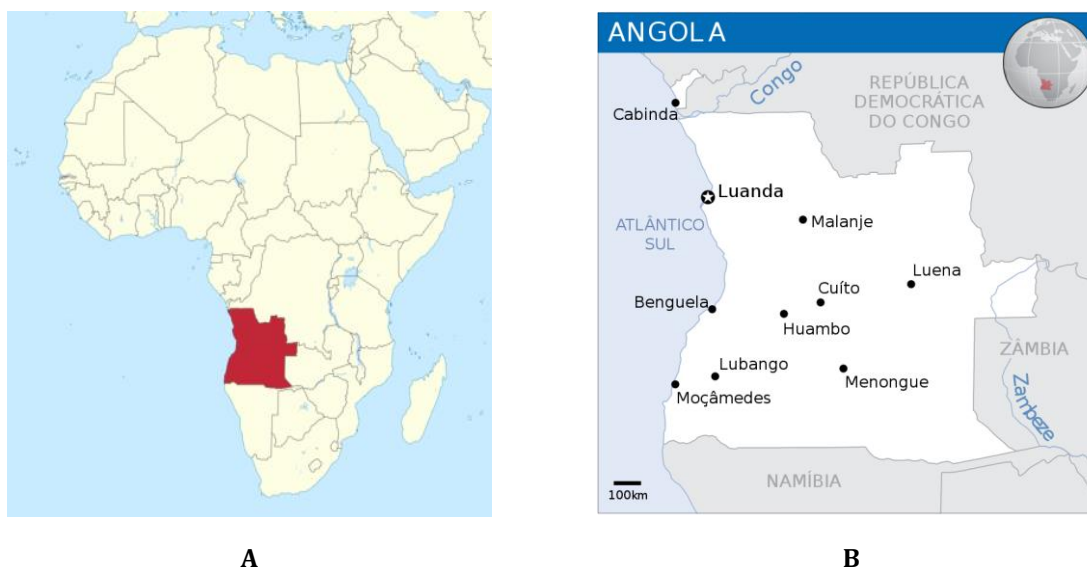 ANGOLA
Congo
REPÚBLICA
DEMOCRÁTICA
DO CONGO
Cabinda
Luanda
ATLÂNTICO
SUL
Malanje
Luena
Cuíto
Benguela
Huambo
ZÂMBIA
Lubango
Menongue
Moçâmedes
Zambeze
NAMÍBIA
100km
A
B